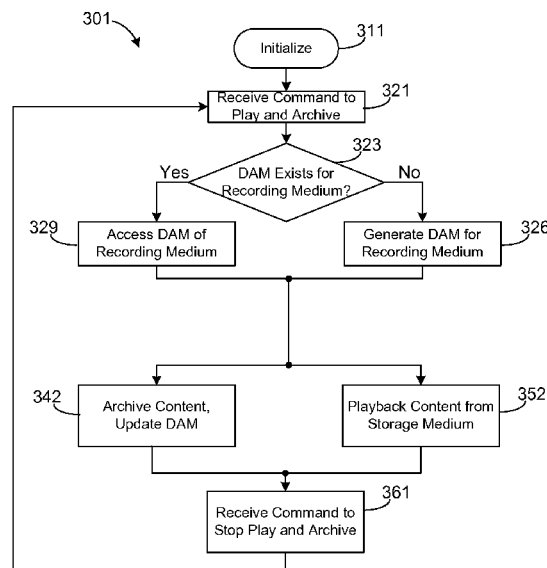 301
Initialize
311
Receive Command to
Play and Archive
321
323
DAM Exists for
Recording Medium?
Yes
No
329
Access DAM of
Recording Medium
Generate DAM for
Recording Medium
326
342
Archive Content,
Update DAM
Playback Content from
Storage Medium
352
Receive Command to
Stop Play and Archive
361